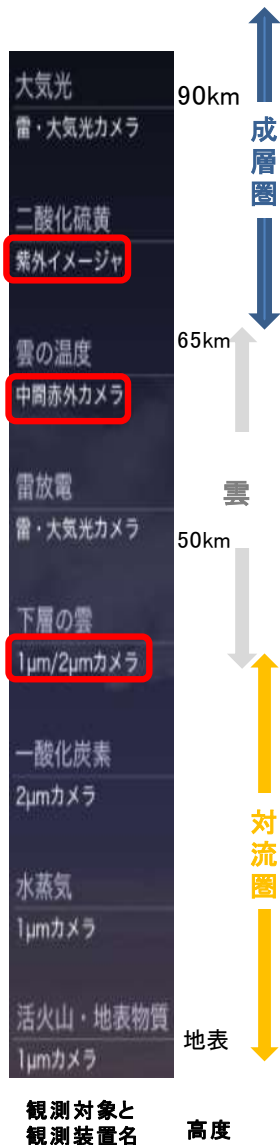 大気光
90km
雷・大気光カメラ
成層圏
二酸化硫黄
紫外イメージャ
65km
雲の温度
中間赤外カメラ
雲
雷放電
雷・大気光カメラ
50km
下層の雲
1μm/2μmカメラ
一酸化炭素
2μmカメラ
対流圏
水蒸気
1μmカメラ
活火山・地表物質
地表
1μmカメラ
観測対象と
観測装置名
高度